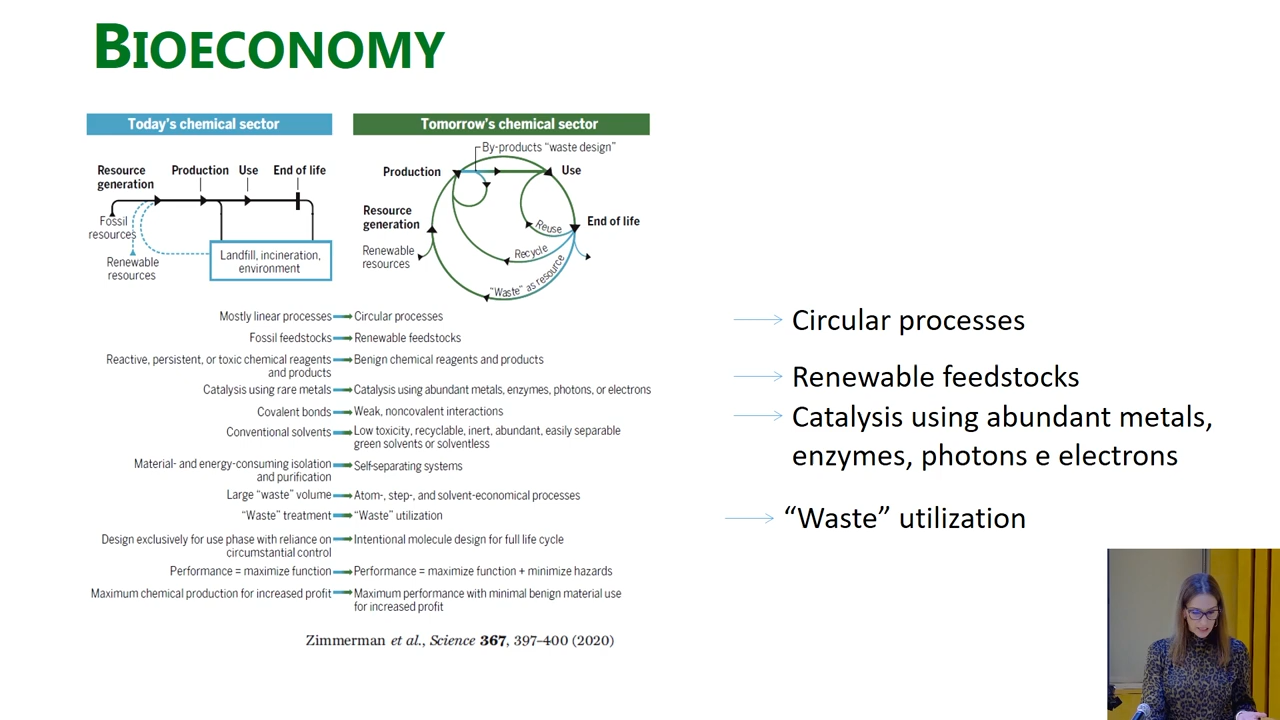 BIOECONOMY
Today's chemical sector
Resource
generation
Production
Use
End of life
Fossil
resources
Renewable
resources
Landfill, incineration,
environment
Tomorrow's chemical sector
By-products “waste design”
Production
Use
Resource
generation
End of life
Renewable
resources
Reuse
Recycle
“Waste” as resource
Mostly linear processes Circular processes
Fossil feedstocks Renewable feedstocks
Reactive, persistent, or toxic chemical reagents
and products
Benign chemical reagents and products
Catalysis using rare metals Catalysis using abundant metals, enzymes, photons, or electrons
Covalent bonds Weak, noncovalent interactions
Conventional solvents
Low toxicity, recyclable, inert, abundant, easily separable
green solvents or solventless
Material- and energy-consuming isolation
and purification
Self-separating systems
Large “waste” volume Atom-, step-, and solvent-economical processes
“Waste” treatment “Waste” utilization
Design exclusively for use phase with reliance on
circumstantial control
Intentional molecule design for full life cycle
Performance = maximize function Performance = maximize function + minimize hazards
Maximum chemical production for increased profit
Maximum performance with minimal benign material use
for increased profit
Zimmerman et al., Science 367, 397–400 (2020)
Circular processes
Renewable feedstocks
Catalysis using abundant metals,
enzymes, photons e electrons
“Waste” utilization